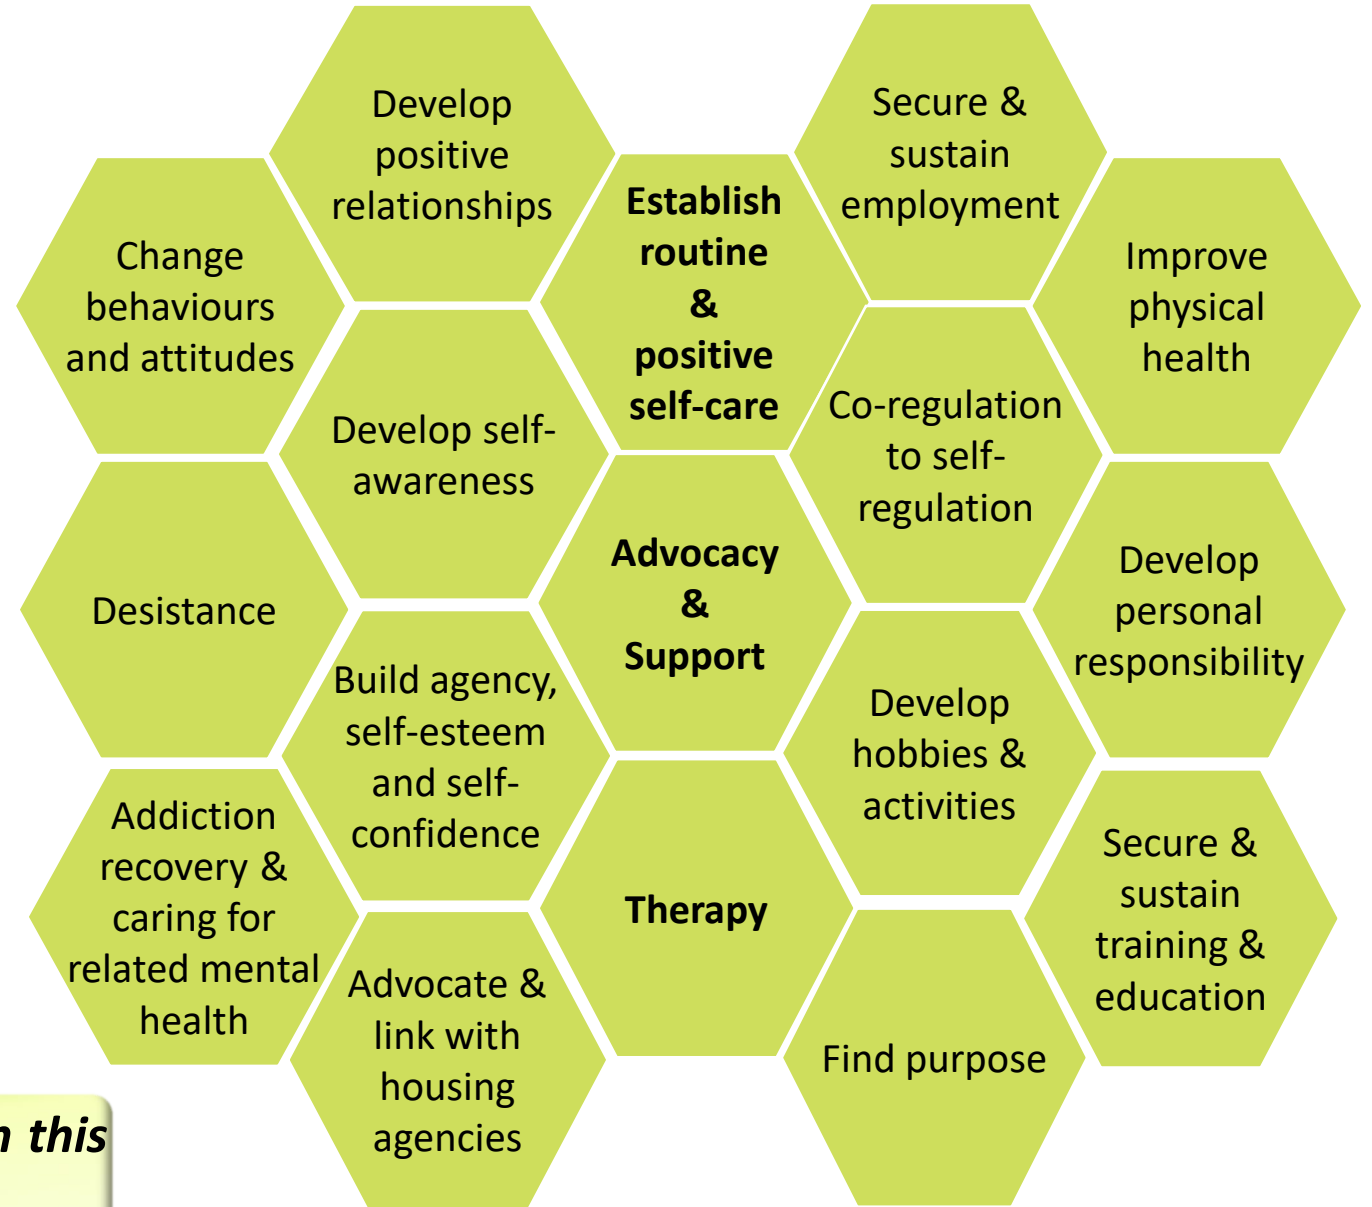 Develop
positive
relationships
Secure &
sustain
employment
Change
behaviours
and attitudes
Establish
routine
&
positive
self-care
Improve
physical
health
Develop self-
awareness
Co-regulation
to self-
regulation
Desistance
Advocacy
&
Support
Develop
personal
responsibility
Build agency,
self-esteem
and self-
confidence
Develop
hobbies &
activities
Addiction
recovery &
caring for
related mental
health
Therapy
Secure &
sustain
training &
education
Advocate &
link with
housing
agencies
Find purpose
this